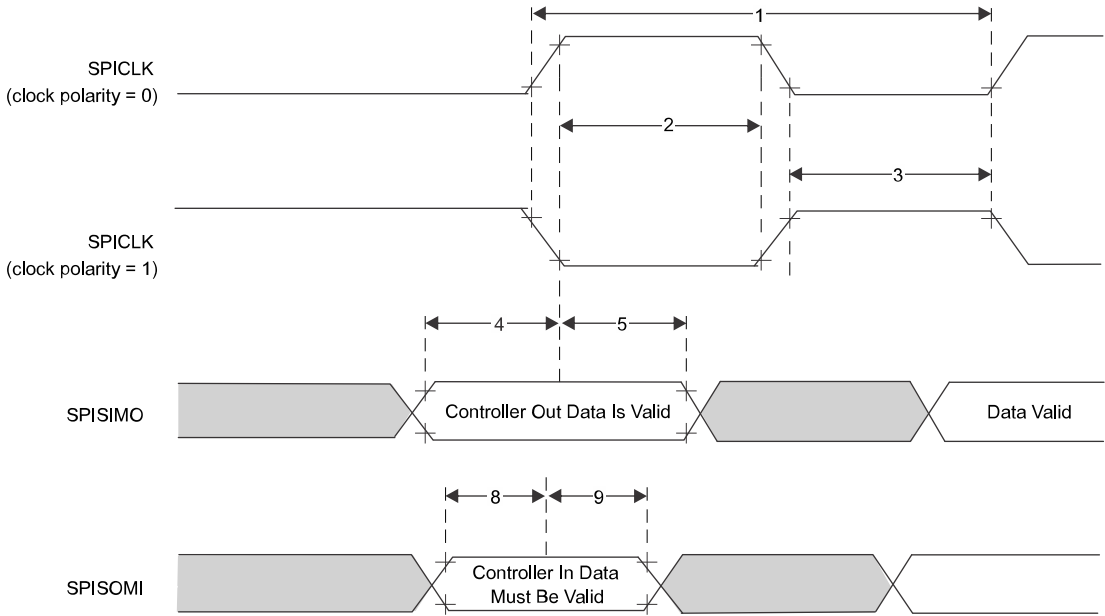 1
SPICLK
(clock polarity = 0)
2
3
SPICLK
(clock polarity = 1)
4
5
SPISIMO
Controller Out Data Is Valid
Data Valid
8
9
SPISOMI
Controller In Data
Must Be Valid